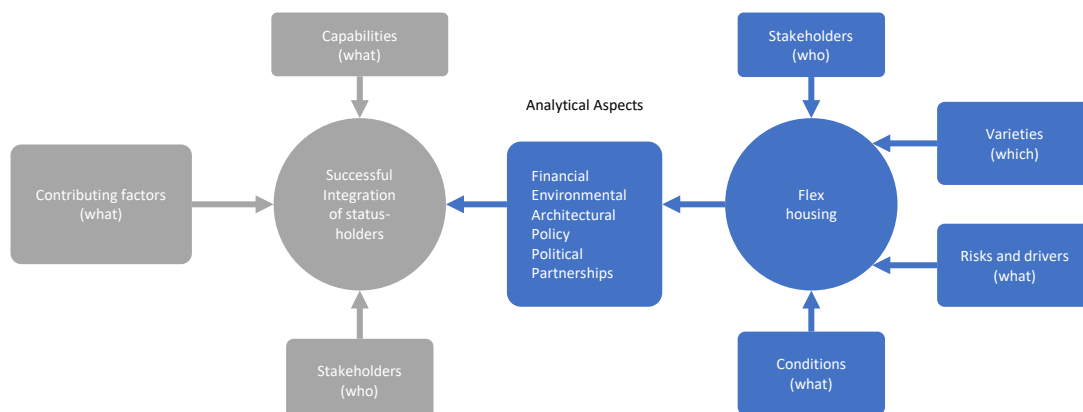 Capabilities
(what)
Stakeholders
(who)
Analytical Aspects
Varieties
(which)
Contributing factors
(what)
Successful
Integration
of status-
holders
Financial
Environmental
Architectural
Policy
Political
Partnerships
Flex
housing
Risks and drivers
(what)
Stakeholders
(who)
Conditions
(what)